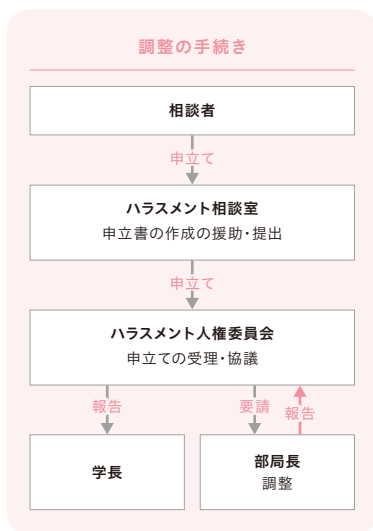 調整の手続き
相談者
申立て
ハラスメント相談室
申立書の作成の援助・提出
申立て
ハラスメント人権委員会
申立ての受理・協議
報告
要請
報告
学長
部局長
調整